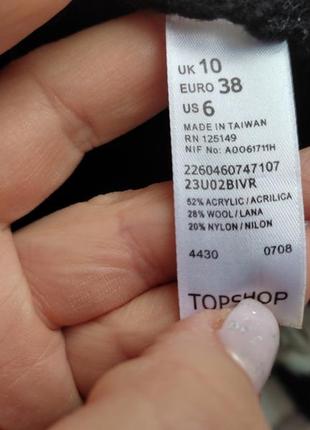 UK 10
EURO 38
US 6
MADE IN TAIWAN
RN 125149
NIF No: A0061711H
2260460747107
23U02BIVR
52% ACRYLIC/ACRILICA
28% WOOL/LANA
20% NYLON/NILON
4430 0708
TOPSHOP